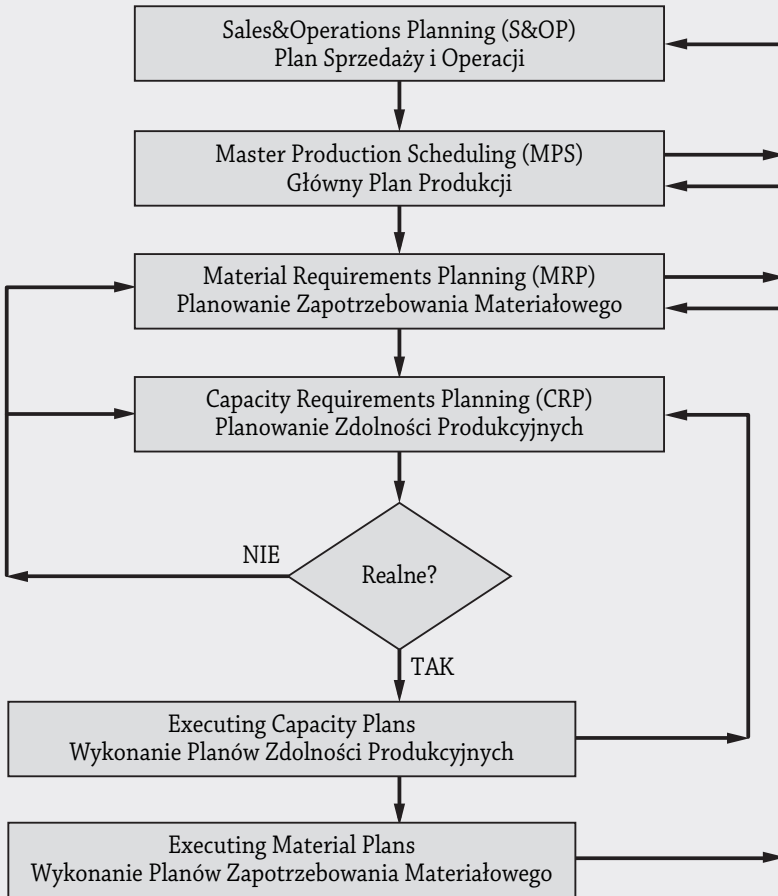 Sales&Operations Planning (S&OP)
Plan Sprzedaży i Operacji
Master Production Scheduling (MPS)
Główny Plan Produkcji
Material Requirements Planning (MRP)
Planowanie Zapotrzebowania Materiałowego
Capacity Requirements Planning (CRP)
Planowanie Zdolności Produkcyjnych
NIE
Realne?
TAK
Executing Capacity Plans
Wykonanie Planów Zdolności Produkcyjnych
Executing Material Plans
Wykonanie Planów Zapotrzebowania Materiałowego